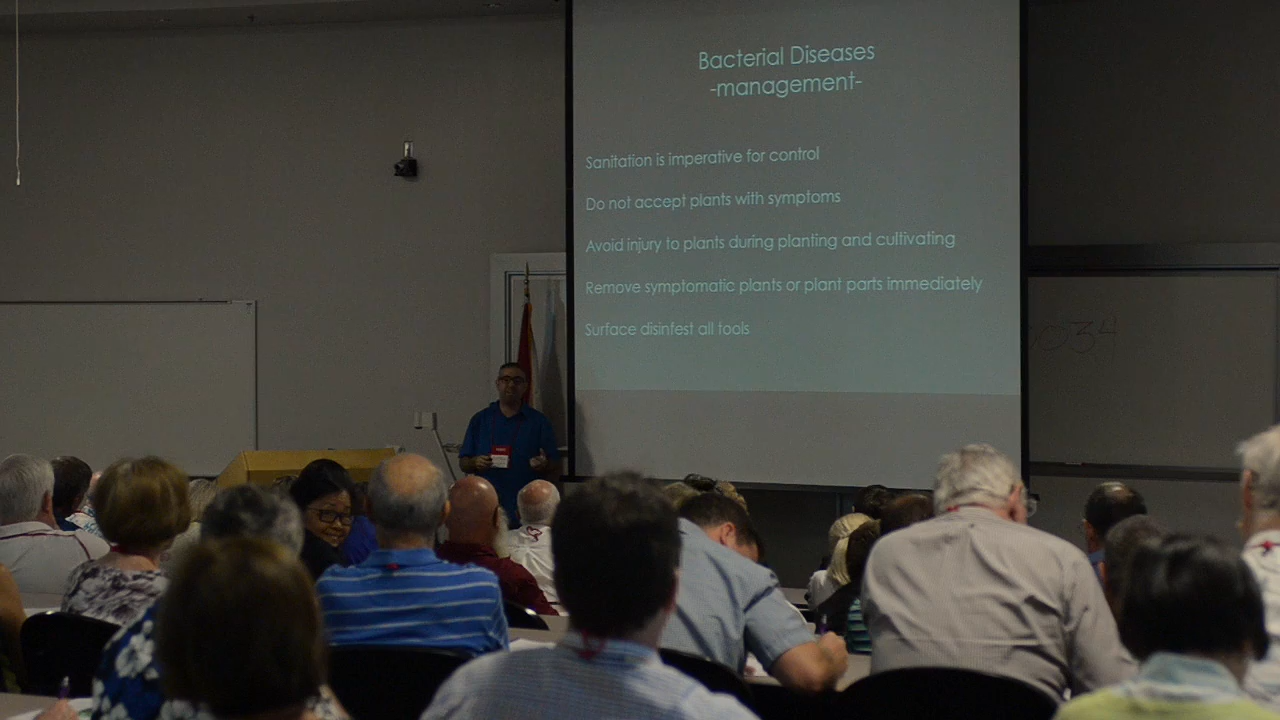 Bacterial Diseases
-management-
Sanitation is imperative for control
Do not accept plants with symptoms
Avoid injury to plants during planting and cultivating
Remove symptomatic plants or plant parts immediately
Surface disinfest all tools